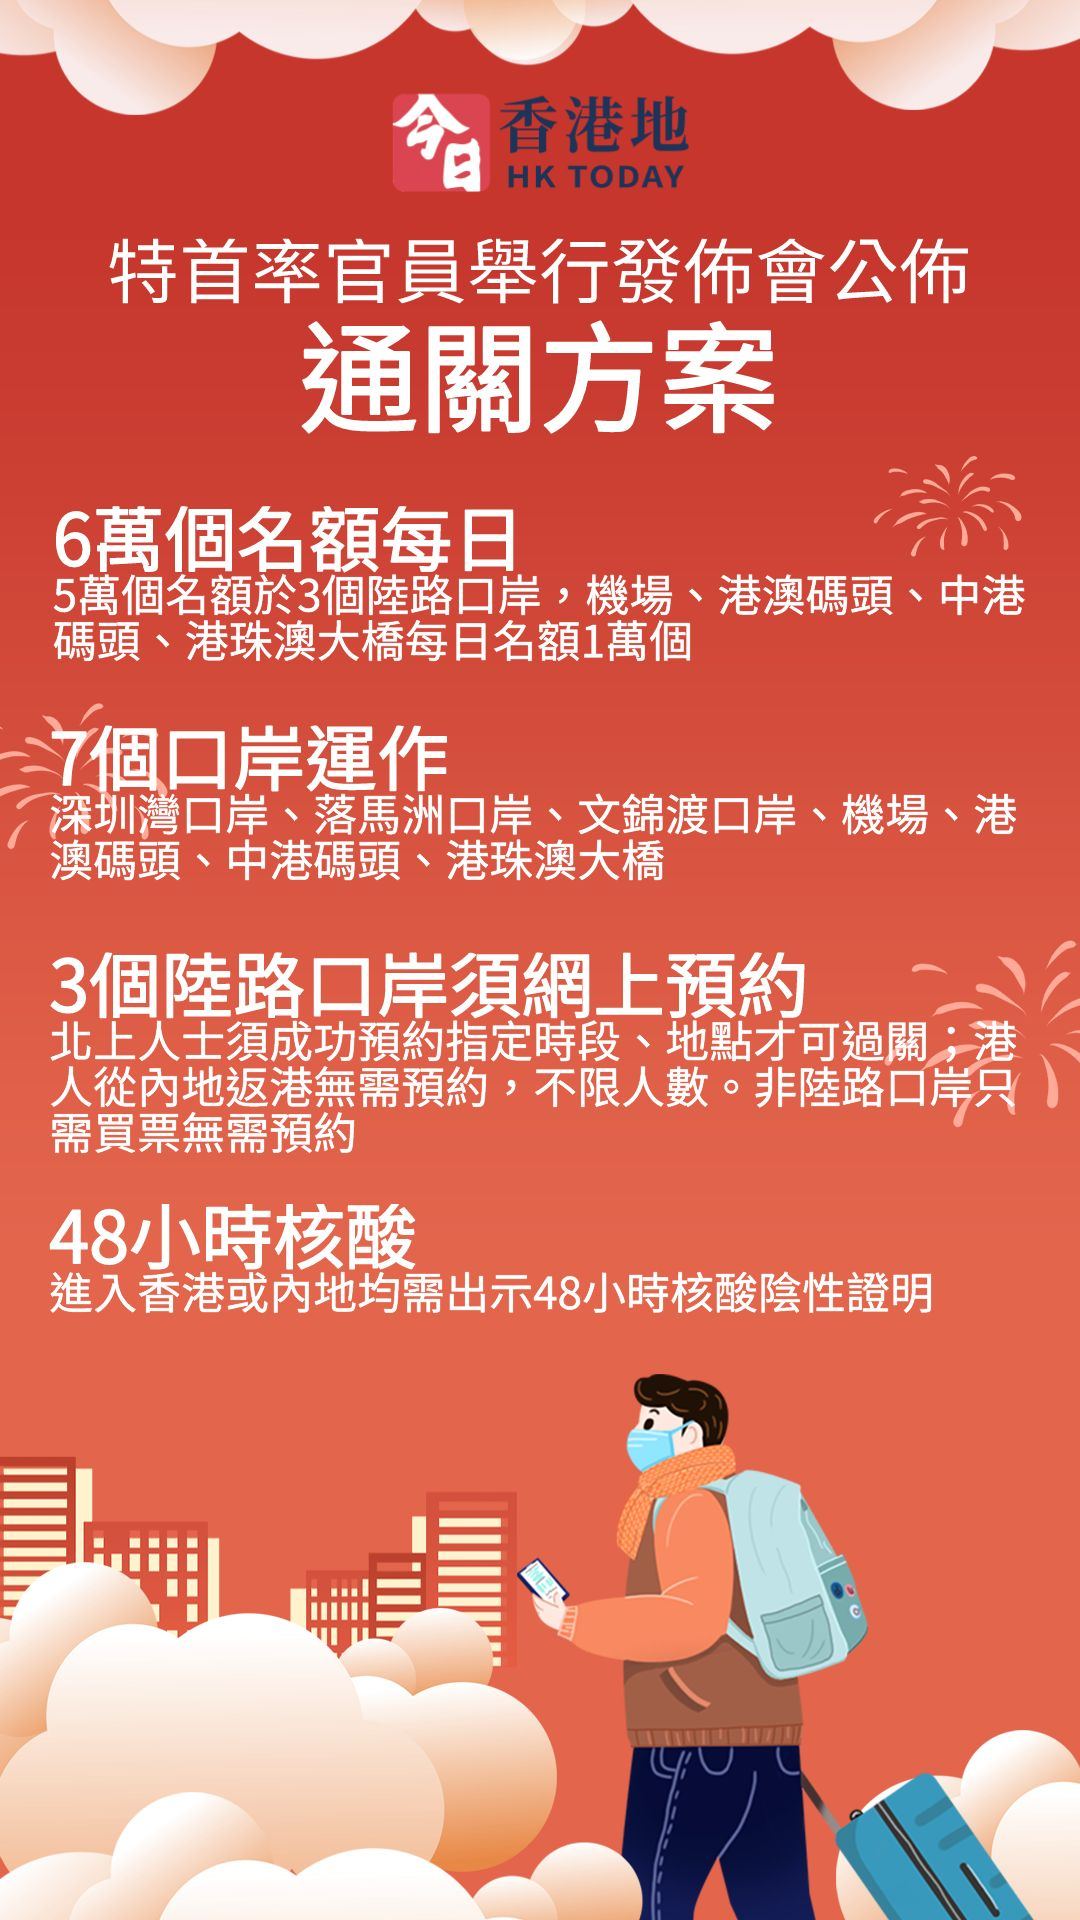 今日
香港地
HK TODAY
特首率官員舉行發佈會公佈
通關方案
6萬個名額每日
5萬個名額於3個陸路口岸，機場、港澳碼頭、中港
碼頭、港珠澳大橋每日名額1萬個
7個口岸運作
深圳灣口岸、落馬洲口岸、文錦渡口岸、機場、港
澳碼頭、中港碼頭、港珠澳大橋
3個陸路口岸須網上預約
北上人士須成功預約指定時段、地點才可過關；港
人從內地返港無需預約，不限人數。非陸路口岸只
需買票無需預約
48小時核酸
進入香港或內地均需出示48小時核酸陰性證明